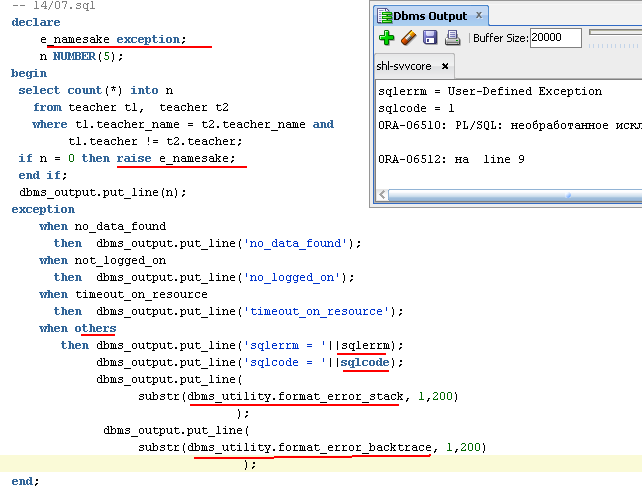 -- 14/07.sql
declare
e_namesake exception;
n NUMBER(5);
begin
select count(*) into n
from teacher t1, teacher t2
where t1.teacher_name = t2.teacher_name and
t1.teacher != t2.teacher;
if n = 0 then raise e_namesake;
end if;
dbms_output.put_line(n);
exception
when no_data_found
then dbms_output.put_line('no_data_found');
when not_logged_on
then dbms_output.put_line('no_logged_on');
when timeout_on_resource
then dbms_output.put_line('timeout_on_resource');
when others
then dbms_output.put_line('sqlerrm = '||sqlerrm);
dbms_output.put_line('sqlcode = '||sqlcode);
dbms_output.put_line(
substr(dbms_utility.format_error_stack, 1,200)
);
dbms_output.put_line(
substr(dbms_utility.format_error_backtrace, 1,200)
);
end;
Dbms Output x
Buffer Size: 20000
shl-svvcore x
sqlerrm = User-Defined Exception
sqlcode = 1
ORA-06510: PL/SQL: необработанное искл
ORA-06512: на line 9